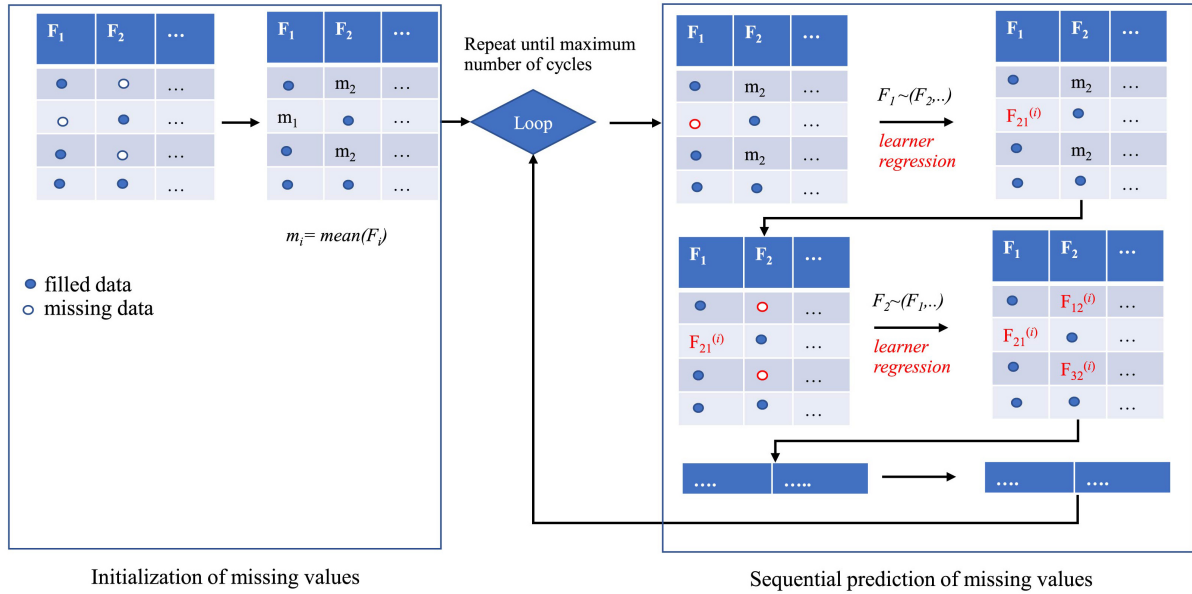 F1 F2 …
…
…
…
…
F1 F2 …
m2 …
m1 …
m2 …
…
mi= mean(Fi)
filled data
missing data
Initialization of missing values
Repeat until maximum
number of cycles
Loop
F1 F2 …
m2 …
…
m2 …
…
F1~(F2,..)
learner
regression
F1 F2 …
m2 …
F21(i) …
m2 …
…
F1 F2 …
…
F21(i) …
…
…
F2~(F1,..)
learner
regression
F1 F2 …
F12(i) …
F21(i) …
F32(i) …
…
…. …..
…. ….
Sequential prediction of missing values